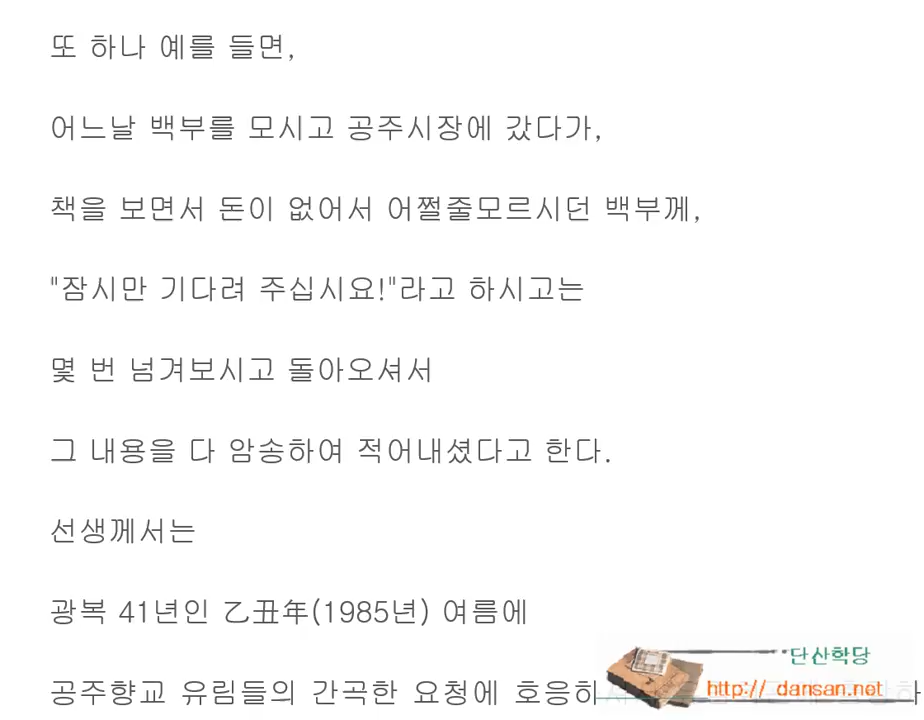 또 하나 예를 들면,
어느날 백부를 모시고 공주시장에 갔다가,
책을 보면서 돈이 없어서 어쩔줄모르시던 백부께,
"잠시만 기다려 주십시요!"라고 하시고는
몇 번 넘겨보시고 돌아오셔서
그 내용을 다 암송하여 적어내셨다고 한다.
선생께서는
광복 41년인 乙丑年(1985년) 여름에
공주향교 유림들의 간곡한 요청에 호응하
단산학당
http://dansan.net